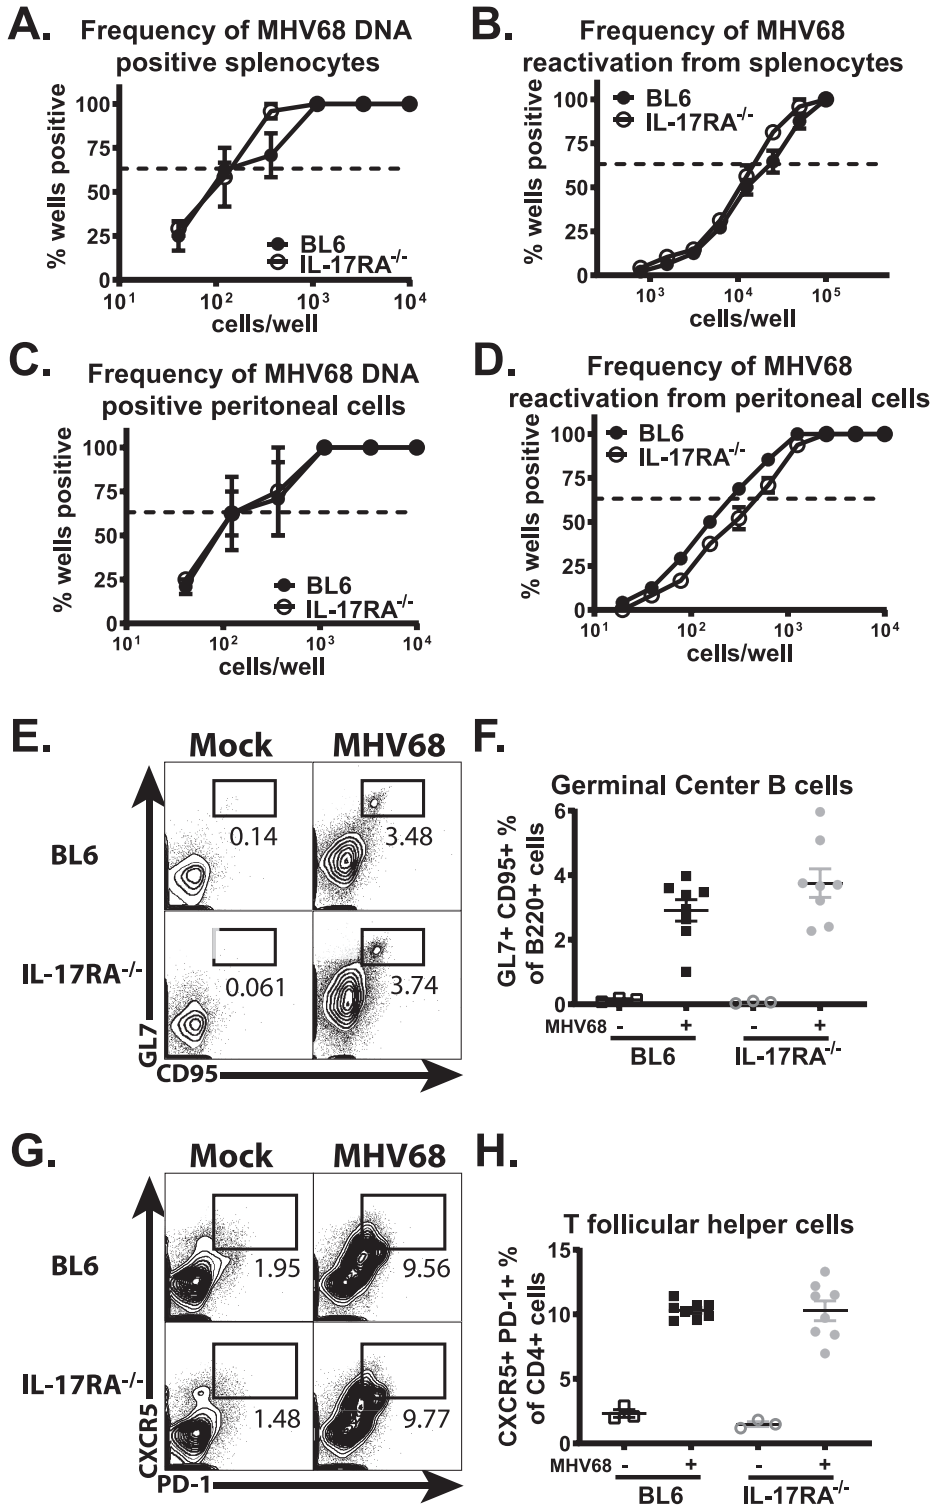 A.
Frequency of MHV68 DNA
positive splenocytes
% wells positive
100
75
50
25
0
BL6
IL-17RA-/-
10¹ 10² 10³ 10⁴
cells/well
B.
Frequency of MHV68
reactivation from splenocytes
% wells positive
100
75
50
25
0
BL6
IL-17RA-/-
10³ 10⁴ 10⁵
cells/well
C.
Frequency of MHV68 DNA
positive peritoneal cells
% wells positive
100
75
50
25
0
BL6
IL-17RA-/-
10¹ 10² 10³ 10⁴
cells/well
D.
Frequency of MHV68
reactivation from peritoneal cells
% wells positive
100
75
50
25
0
BL6
IL-17RA-/-
10¹ 10² 10³ 10⁴
cells/well
E.
Mock MHV68
BL6
0.14 3.48
IL-17RA-/-
0.061 3.74
GL7
CD95
F.
Germinal Center B cells
GL7+ CD95+ %
of B220+ cells
6
4
2
0
MHV68 - + - +
BL6 IL-17RA-/-
G.
Mock MHV68
BL6
1.95 9.56
IL-17RA-/-
1.48 9.77
CXCR5
PD-1
H.
T follicular helper cells
CXCR5+ PD-1+ %
of CD4+ cells
15
10
5
0
MHV68 - + - +
BL6 IL-17RA-/-